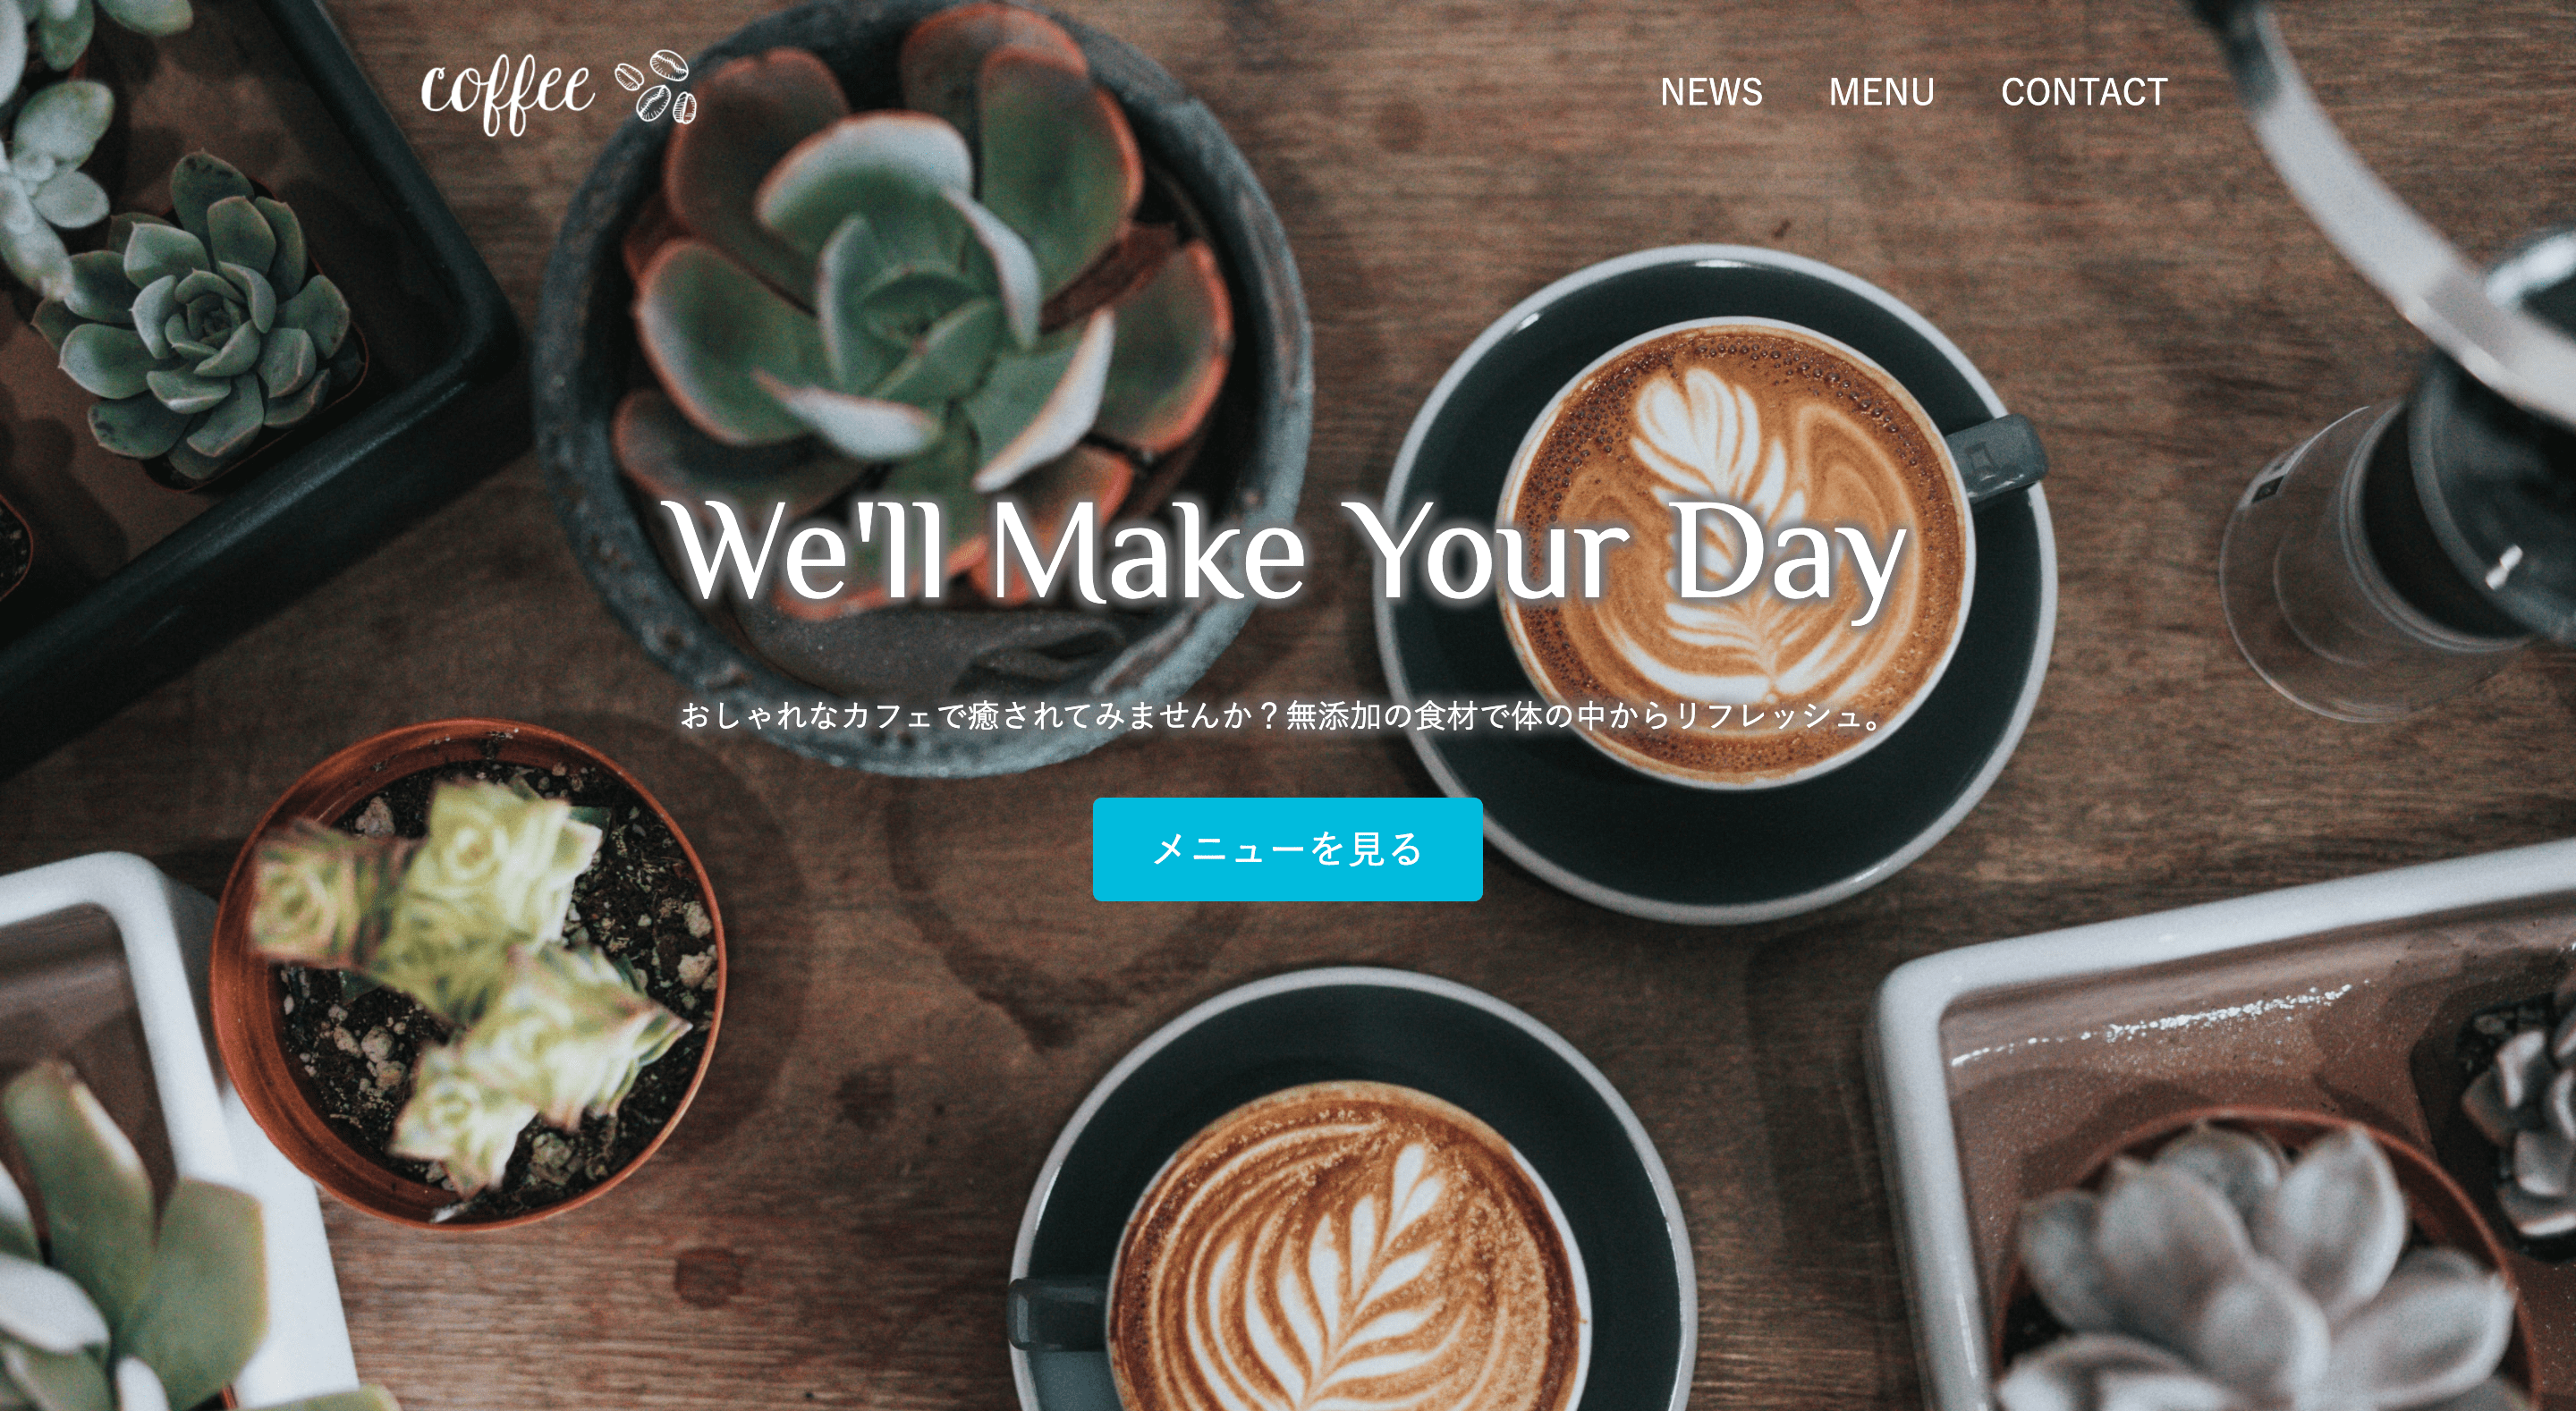 coffee
NEWS MENU CONTACT
We'll Make Your Day
おしゃれなカフェで癒されてみませんか？無添加の食材で体の中からリフレッシュ。
メニューを見る